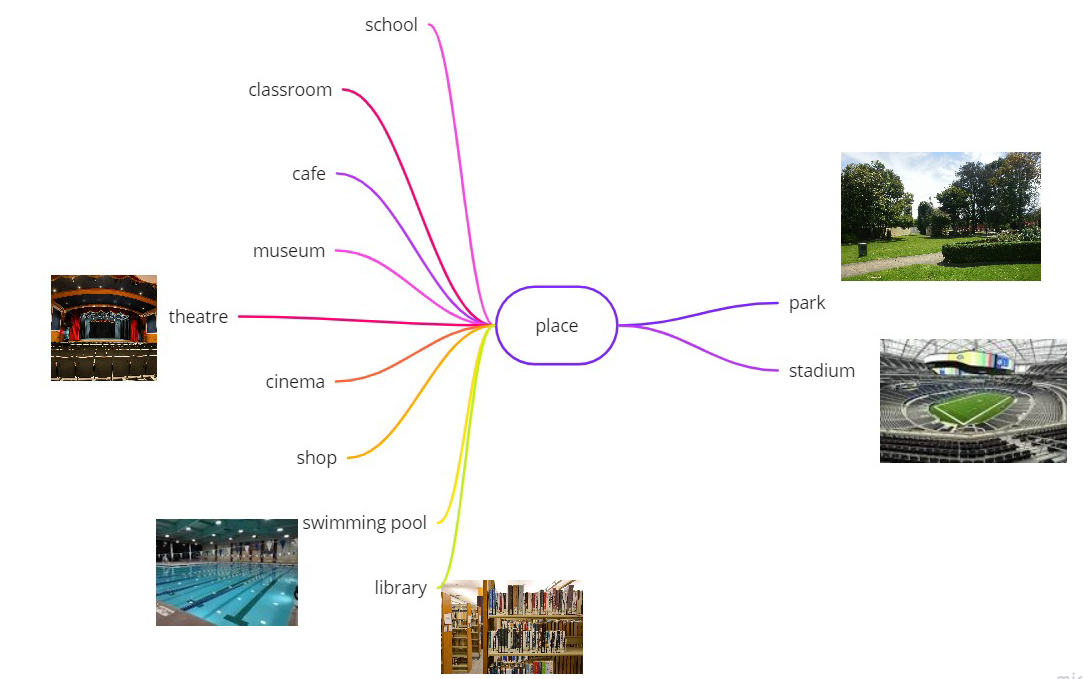 school
classroom
cafe
museum
theatre
cinema
shop
swimming pool
library
place
park
stadium